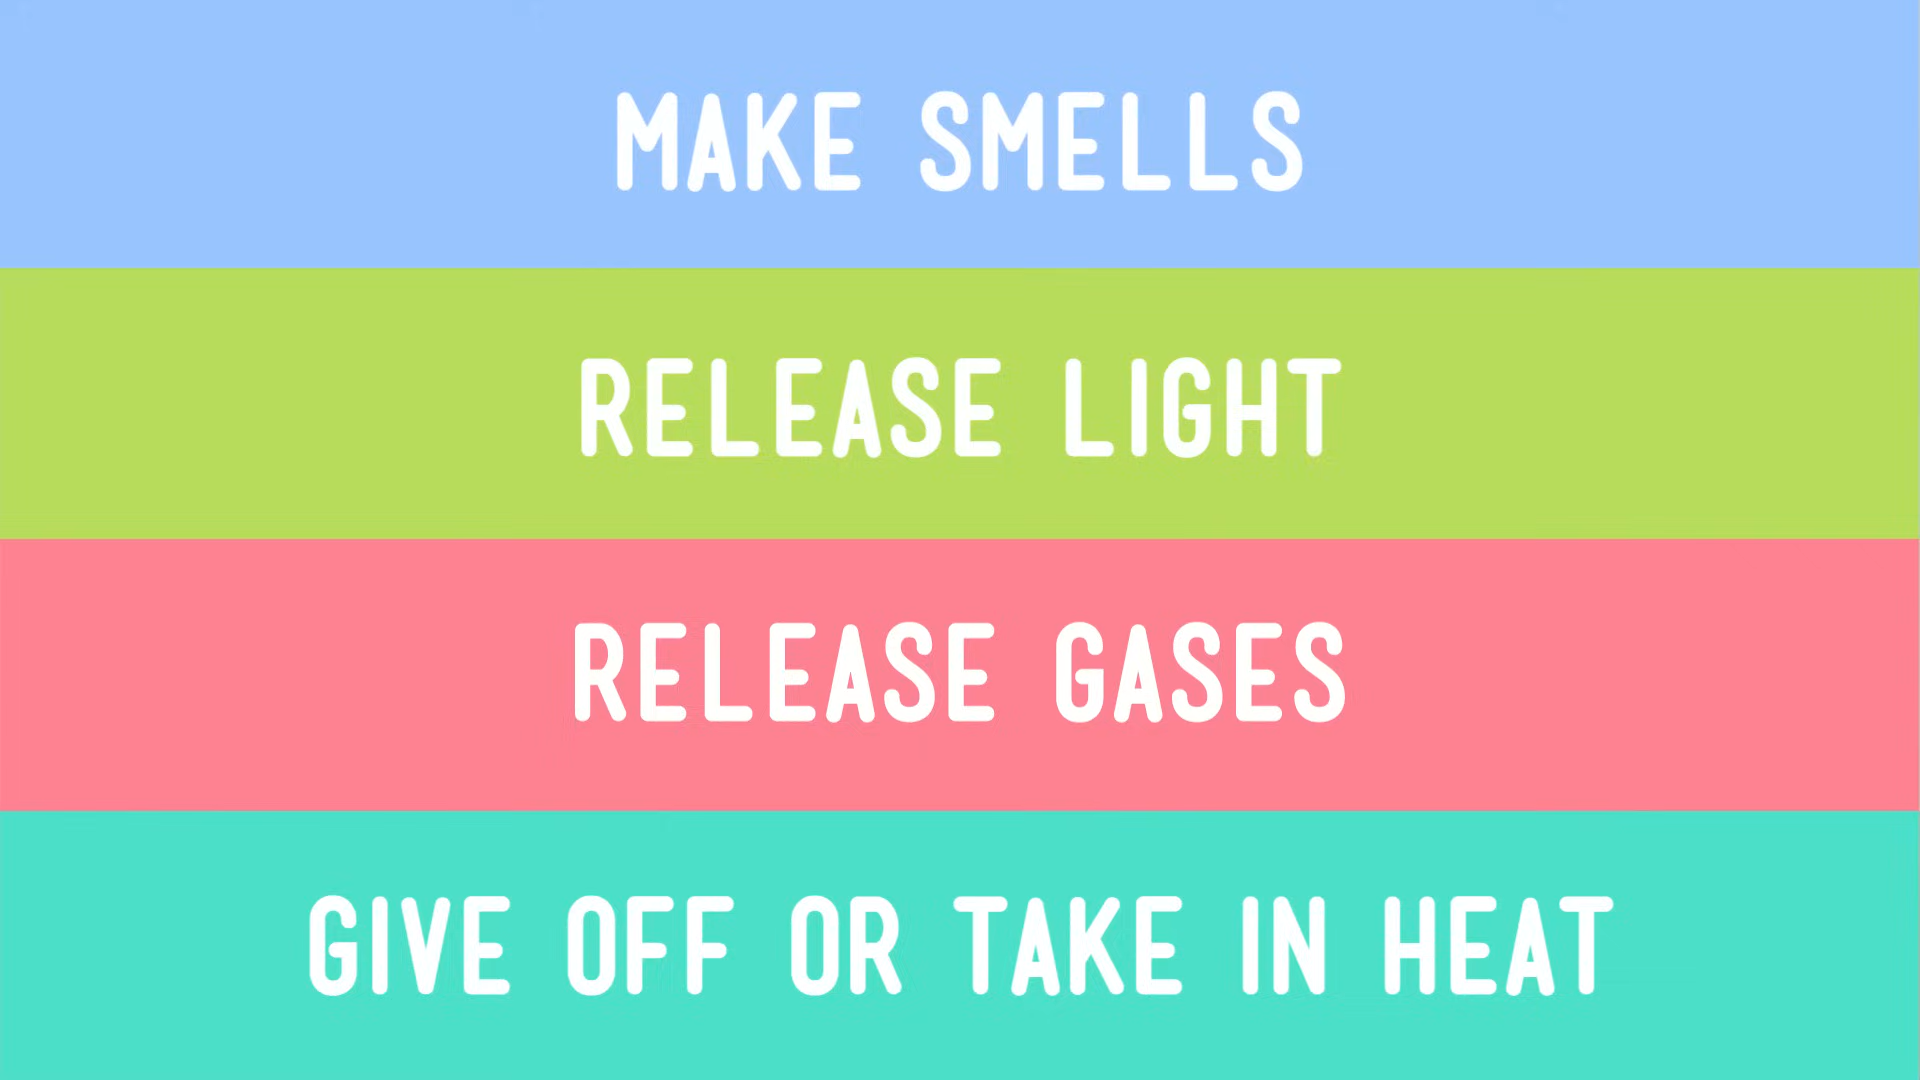 MAKE SMELLS
RELEASE LIGHT
RELEASE GASES
GIVE OFF OR TAKE IN HEAT